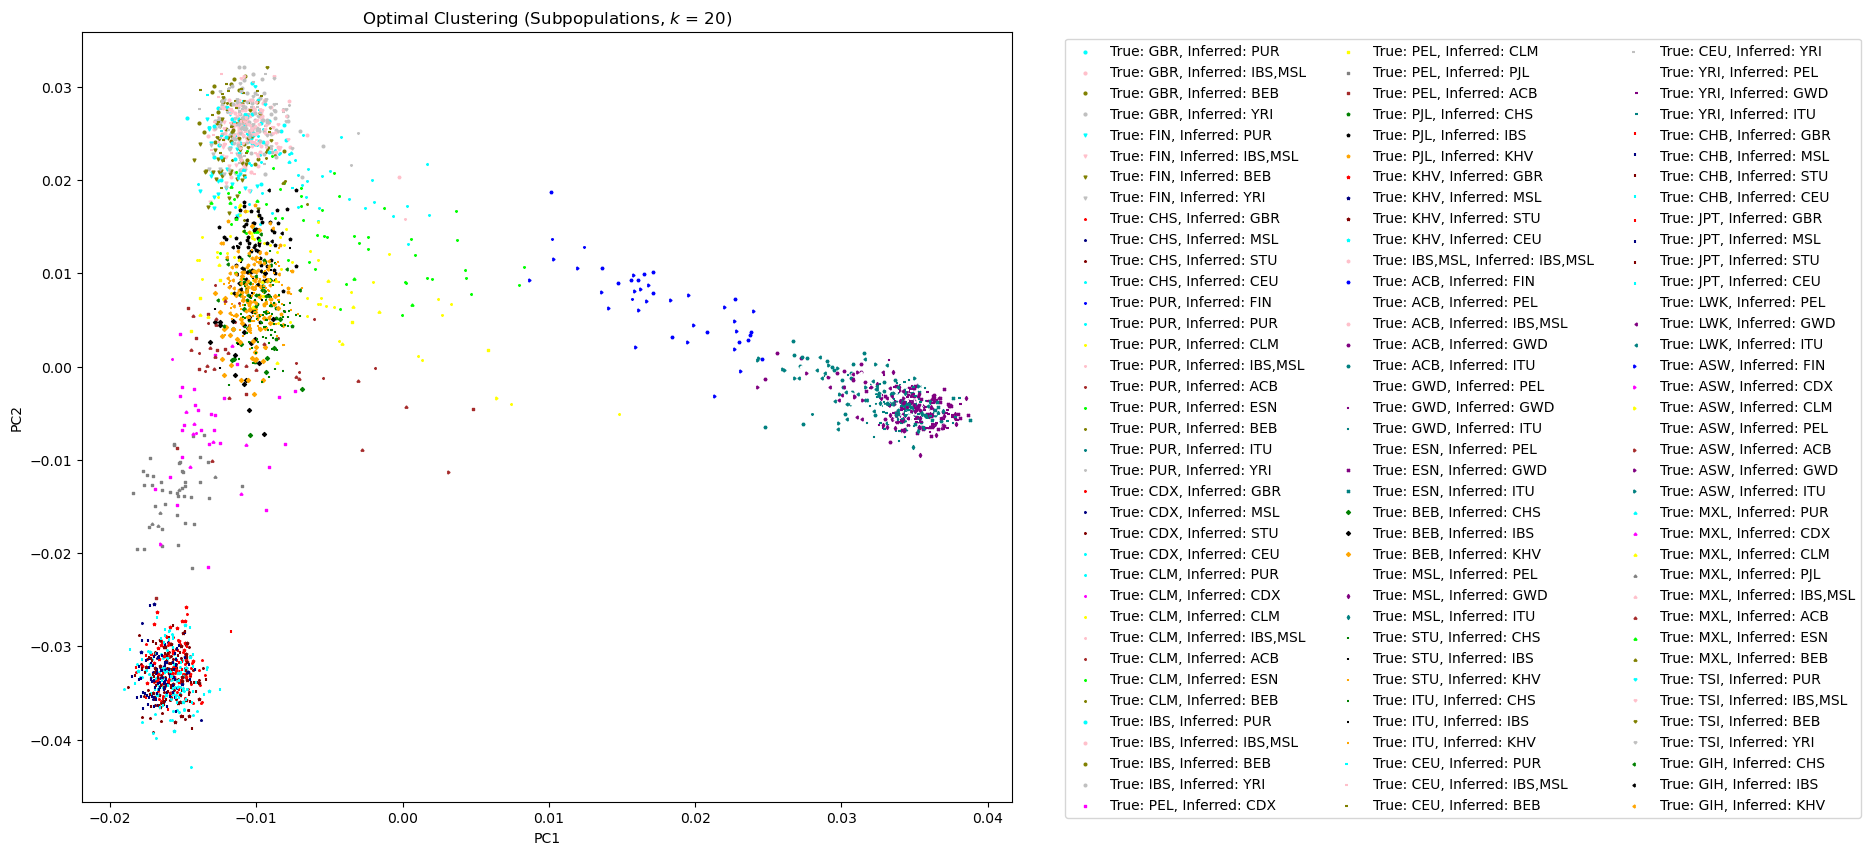 Optimal Clustering (Subpopulations, k = 20)
0.03
0.02
0.01
0.00
−0.01
−0.02
−0.03
−0.04
PC2
−0.02
−0.01
0.00
0.01
0.02
0.03
0.04
PC1
True: GBR, Inferred: PUR
True: GBR, Inferred: IBS,MSL
True: GBR, Inferred: BEB
True: GBR, Inferred: YRI
True: FIN, Inferred: PUR
True: FIN, Inferred: IBS,MSL
True: FIN, Inferred: BEB
True: FIN, Inferred: YRI
True: CHS, Inferred: GBR
True: CHS, Inferred: MSL
True: CHS, Inferred: STU
True: CHS, Inferred: CEU
True: PUR, Inferred: FIN
True: PUR, Inferred: PUR
True: PUR, Inferred: CLM
True: PUR, Inferred: IBS,MSL
True: PUR, Inferred: ACB
True: PUR, Inferred: ESN
True: PUR, Inferred: BEB
True: PUR, Inferred: ITU
True: PUR, Inferred: YRI
True: CDX, Inferred: GBR
True: CDX, Inferred: MSL
True: CDX, Inferred: STU
True: CDX, Inferred: CEU
True: CLM, Inferred: PUR
True: CLM, Inferred: CDX
True: CLM, Inferred: CLM
True: CLM, Inferred: IBS,MSL
True: CLM, Inferred: ACB
True: CLM, Inferred: ESN
True: CLM, Inferred: BEB
True: IBS, Inferred: PUR
True: IBS, Inferred: IBS,MSL
True: IBS, Inferred: BEB
True: IBS, Inferred: YRI
True: PEL, Inferred: CDX
True: PEL, Inferred: CLM
True: PEL, Inferred: PJL
True: PEL, Inferred: ACB
True: PJL, Inferred: CHS
True: PJL, Inferred: IBS
True: PJL, Inferred: KHV
True: KHV, Inferred: GBR
True: KHV, Inferred: MSL
True: KHV, Inferred: STU
True: KHV, Inferred: CEU
True: IBS,MSL, Inferred: IBS,MSL
True: ACB, Inferred: FIN
True: ACB, Inferred: PEL
True: ACB, Inferred: IBS,MSL
True: ACB, Inferred: GWD
True: ACB, Inferred: ITU
True: GWD, Inferred: PEL
True: GWD, Inferred: GWD
True: GWD, Inferred: ITU
True: ESN, Inferred: PEL
True: ESN, Inferred: GWD
True: ESN, Inferred: ITU
True: BEB, Inferred: CHS
True: BEB, Inferred: IBS
True: BEB, Inferred: KHV
True: MSL, Inferred: PEL
True: MSL, Inferred: GWD
True: MSL, Inferred: ITU
True: STU, Inferred: CHS
True: STU, Inferred: IBS
True: STU, Inferred: KHV
True: ITU, Inferred: CHS
True: ITU, Inferred: IBS
True: ITU, Inferred: KHV
True: CEU, Inferred: PUR
True: CEU, Inferred: IBS,MSL
True: CEU, Inferred: BEB
True: CEU, Inferred: YRI
True: YRI, Inferred: PEL
True: YRI, Inferred: GWD
True: YRI, Inferred: ITU
True: CHB, Inferred: GBR
True: CHB, Inferred: MSL
True: CHB, Inferred: STU
True: CHB, Inferred: CEU
True: JPT, Inferred: GBR
True: JPT, Inferred: MSL
True: JPT, Inferred: STU
True: JPT, Inferred: CEU
True: LWK, Inferred: PEL
True: LWK, Inferred: GWD
True: LWK, Inferred: ITU
True: ASW, Inferred: FIN
True: ASW, Inferred: CDX
True: ASW, Inferred: CLM
True: ASW, Inferred: PEL
True: ASW, Inferred: ACB
True: ASW, Inferred: GWD
True: ASW, Inferred: ITU
True: MXL, Inferred: PUR
True: MXL, Inferred: CDX
True: MXL, Inferred: CLM
True: MXL, Inferred: PJL
True: MXL, Inferred: IBS,MSL
True: MXL, Inferred: ACB
True: MXL, Inferred: ESN
True: MXL, Inferred: BEB
True: TSI, Inferred: PUR
True: TSI, Inferred: IBS,MSL
True: TSI, Inferred: BEB
True: TSI, Inferred: YRI
True: GIH, Inferred: CHS
True: GIH, Inferred: IBS
True: GIH, Inferred: KHV